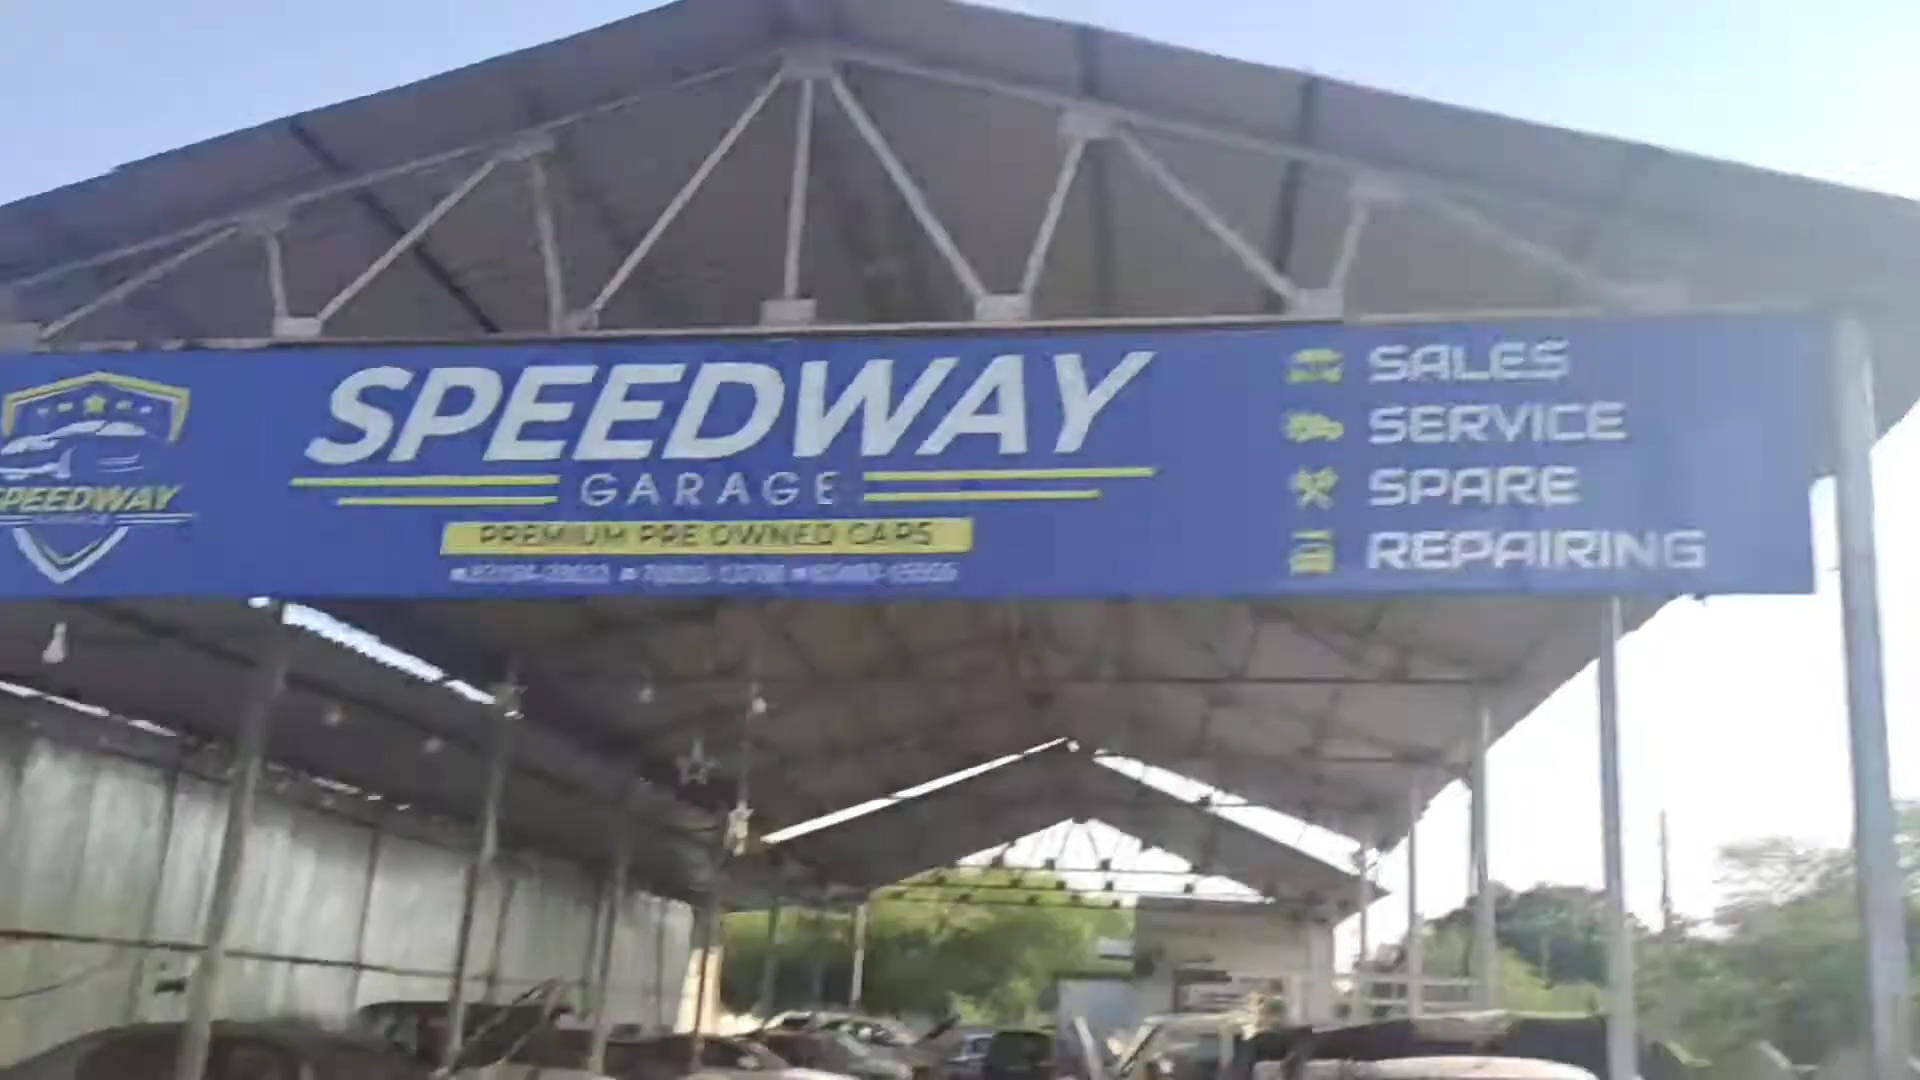 SPEEDWAY
SPEEDWAY
GARAGE
PREMIUM PRE OWNED CARS
SALES
SERVICE
SPARE
REPAIRING